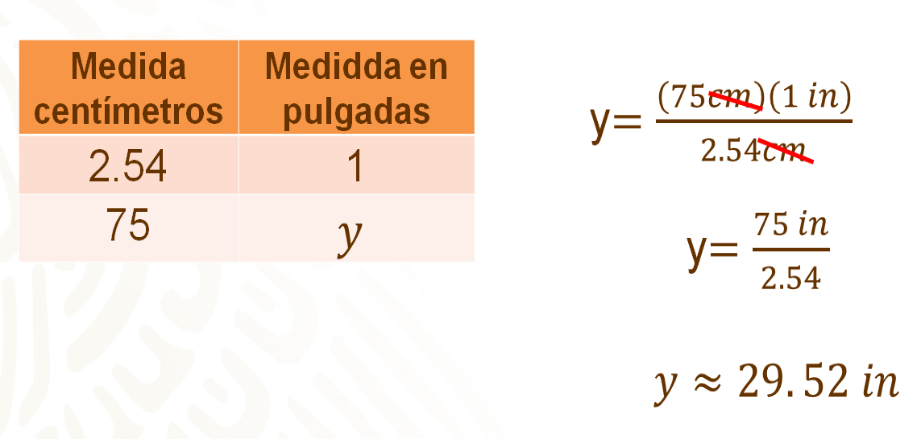 Medida centímetros
Medidda en pulgadas
2.54 1
75 y
y= (75cm)(1 in) / 2.54cm
y= 75 in / 2.54
y ≈ 29.52 in